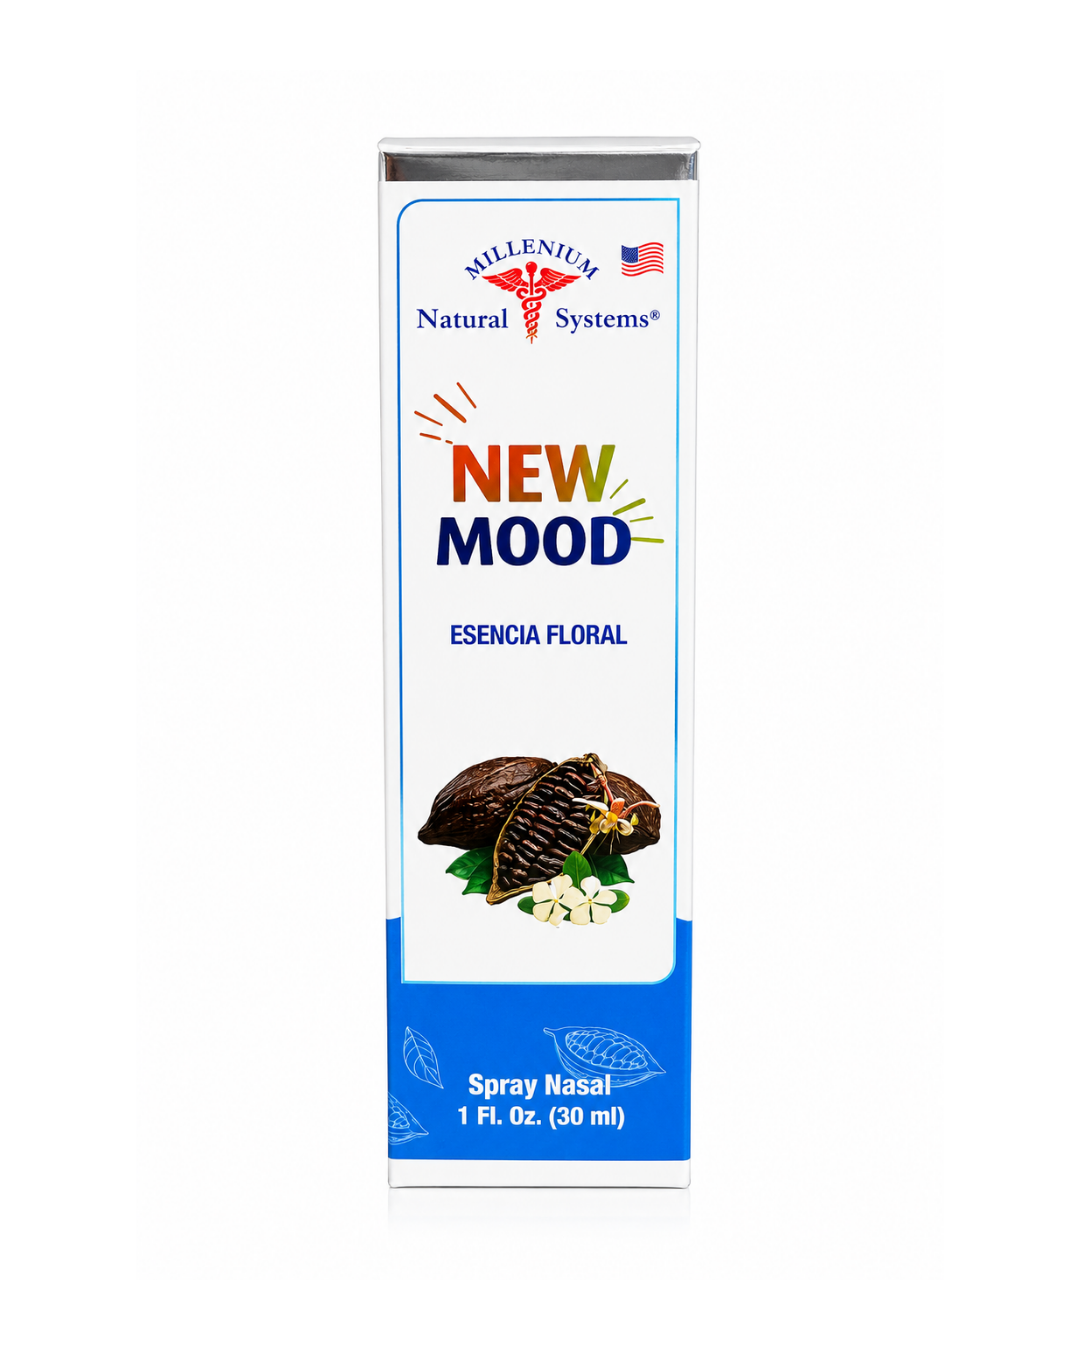 MILLENIUM
Natural Systems®
NEW
MOOD
ESENCIA FLORAL
Spray Nasal
1 Fl. Oz. (30 ml)